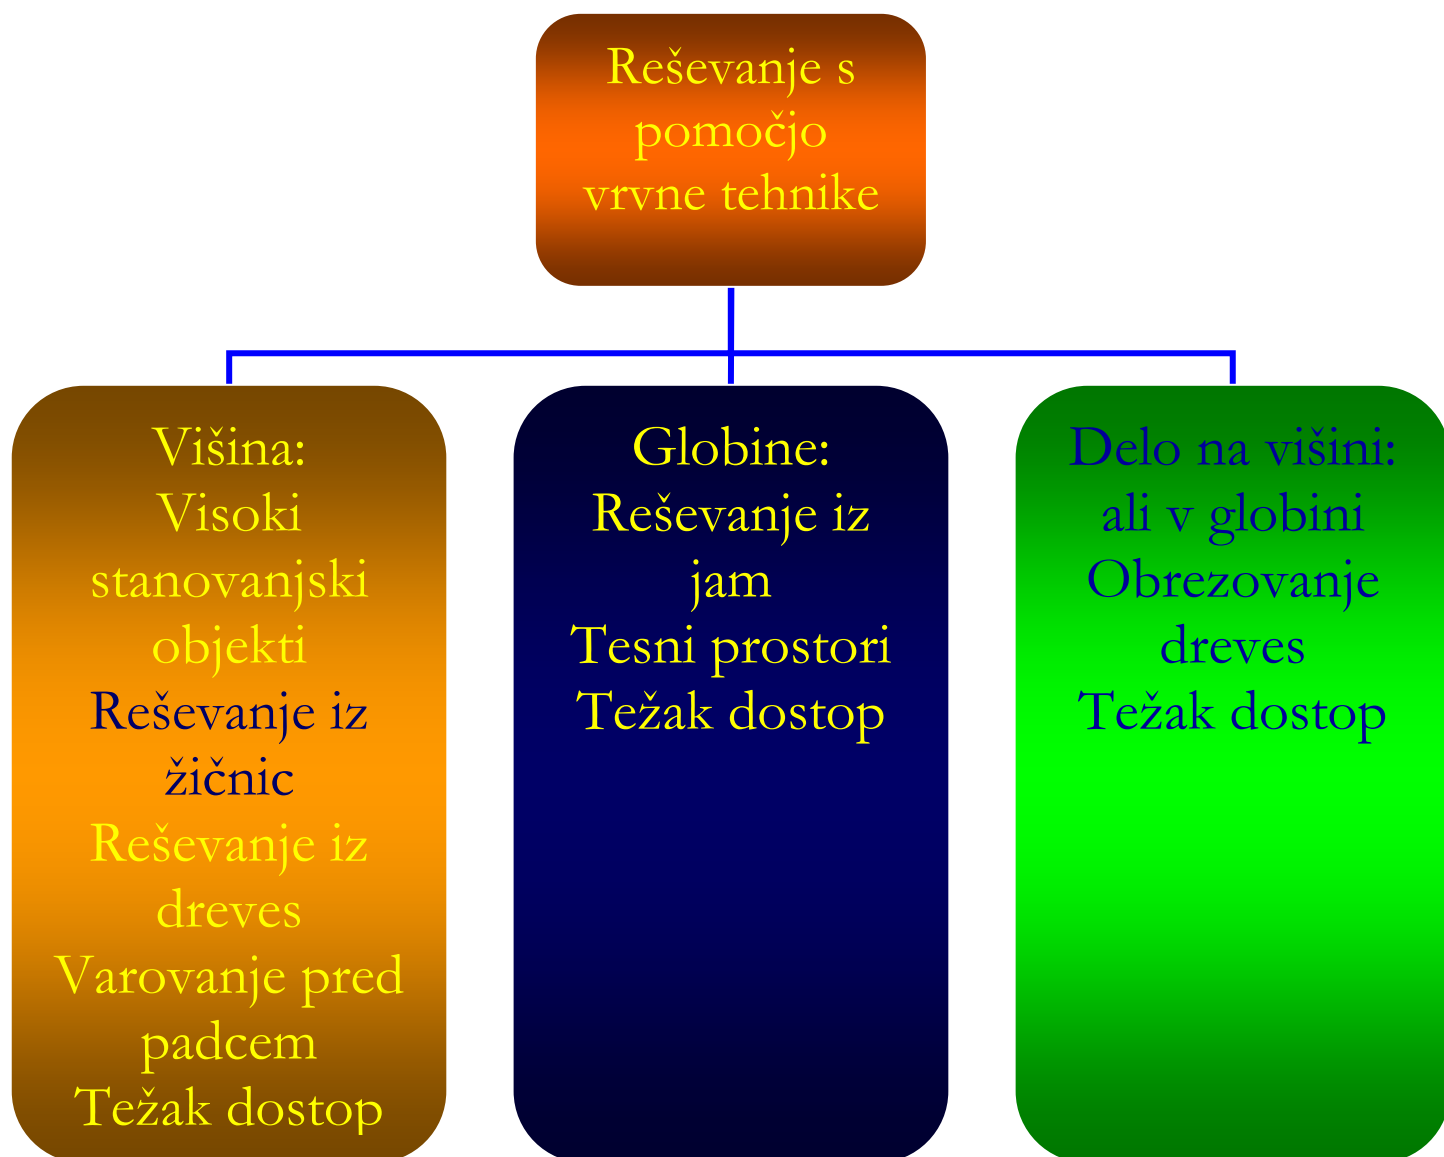 Reševanje s
pomočjo
vrvne tehnike
Višina:
Visoki
stanovanjski
objekti
Reševanje iz
žičnic
Reševanje iz
dreves
Varovanje pred
padcem
Težak dostop
Globine:
Reševanje iz
jam
Tesni prostori
Težak dostop
Delo na višini:
ali v globini
Obrezovanje
dreves
Težak dostop